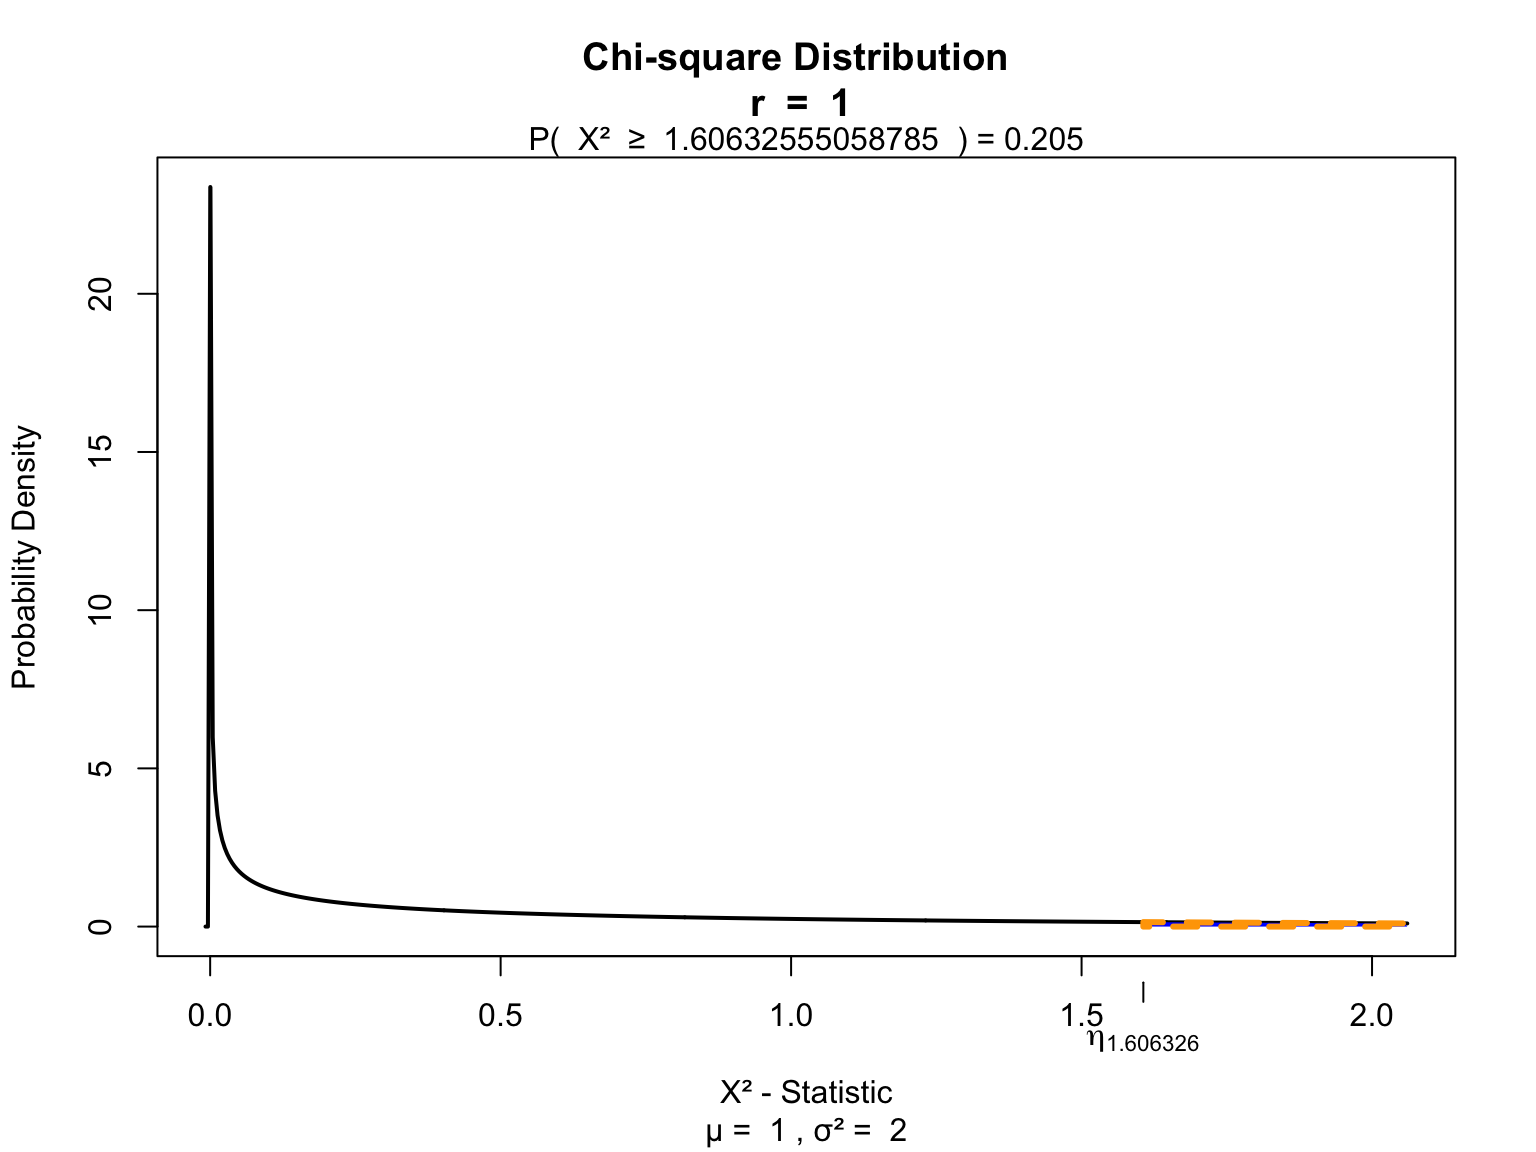 Chi-square Distribution
r = 1
P( X² ≥ 1.60632555058785 ) = 0.205
Probability Density
20
15
10
5
0
0.0 0.5 1.0 1.5 2.0
η1.606326
X² - Statistic
μ = 1 , σ² = 2